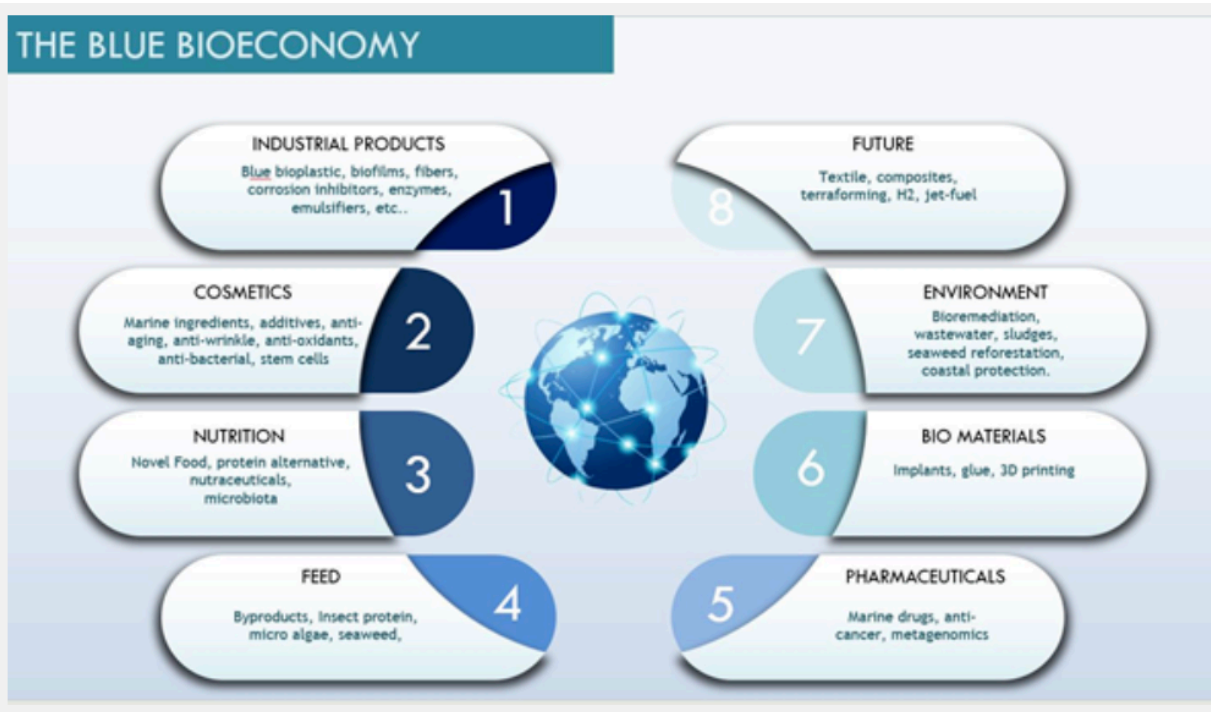 THE BLUE BIOECONOMY
INDUSTRIAL PRODUCTS
Blue bioplastic, biofilms, fibers,
corrosion inhibitors, enzymes,
emulsifiers, etc..
1
COSMETICS
Marine ingredients, additives, anti-
aging, anti-wrinkle, anti-oxidants,
anti-bacterial, stem cells
2
NUTRITION
Novel Food, protein alternative,
nutraceuticals,
microbiota
3
FEED
Byproducts, Insect protein,
micro algae, seaweed,
4
PHARMACEUTICALS
Marine drugs, anti-
cancer, metagenomics
5
BIO MATERIALS
Implants, glue, 3D printing
6
ENVIRONMENT
Bioremediation,
wastewater, sludges,
seaweed reforestation,
coastal protection.
7
FUTURE
Textile, composites,
terraforming, H2, jet-fuel
8